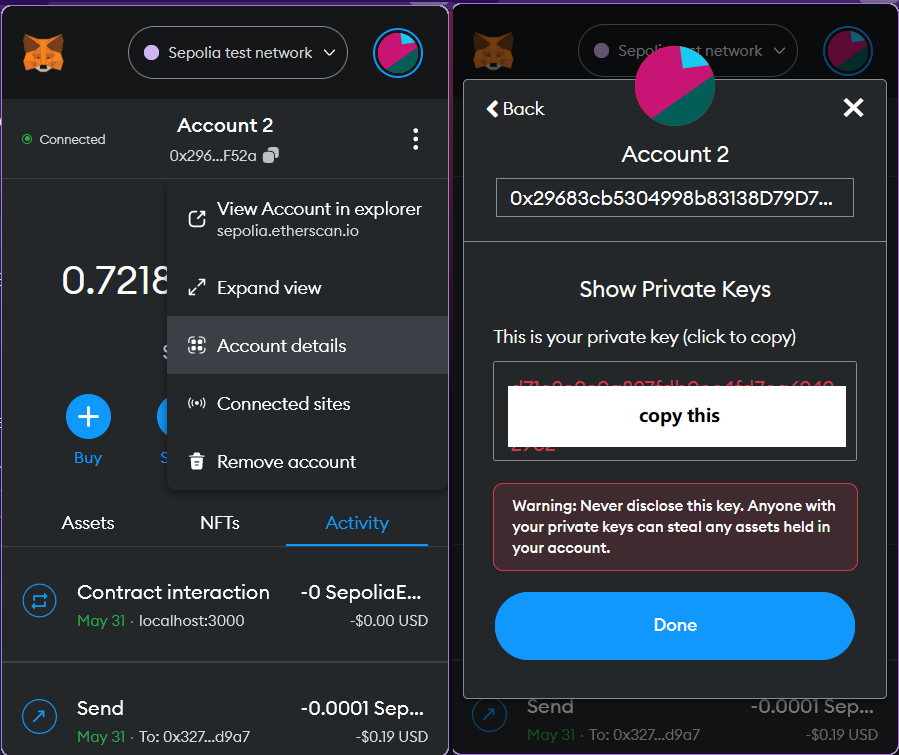 Sepolia test network
Connected
Account 2
0x296...F52a
View Account in explorer
sepolia.etherscan.io
0.7218
Expand view
Account details
Connected sites
Remove account
Buy
S
Assets
NFTs
Activity
Contract interaction
-0 SepoliaE...
May 31 · localhost:3000
-$0.00 USD
Send
-0.0001 Sep...
May 31 · To: 0x327...d9a7
-$0.19 USD
Sepoli
network
Back
Account 2
0x29683cb5304998b83138D79D7...
Show Private Keys
This is your private key (click to copy)
copy this
Warning: Never disclose this key. Anyone with
your private keys can steal any assets held in
your account.
Done
Send
-0.0001 Sep...
May 31 · To: 0x327...d9a7
-$0.19 USD